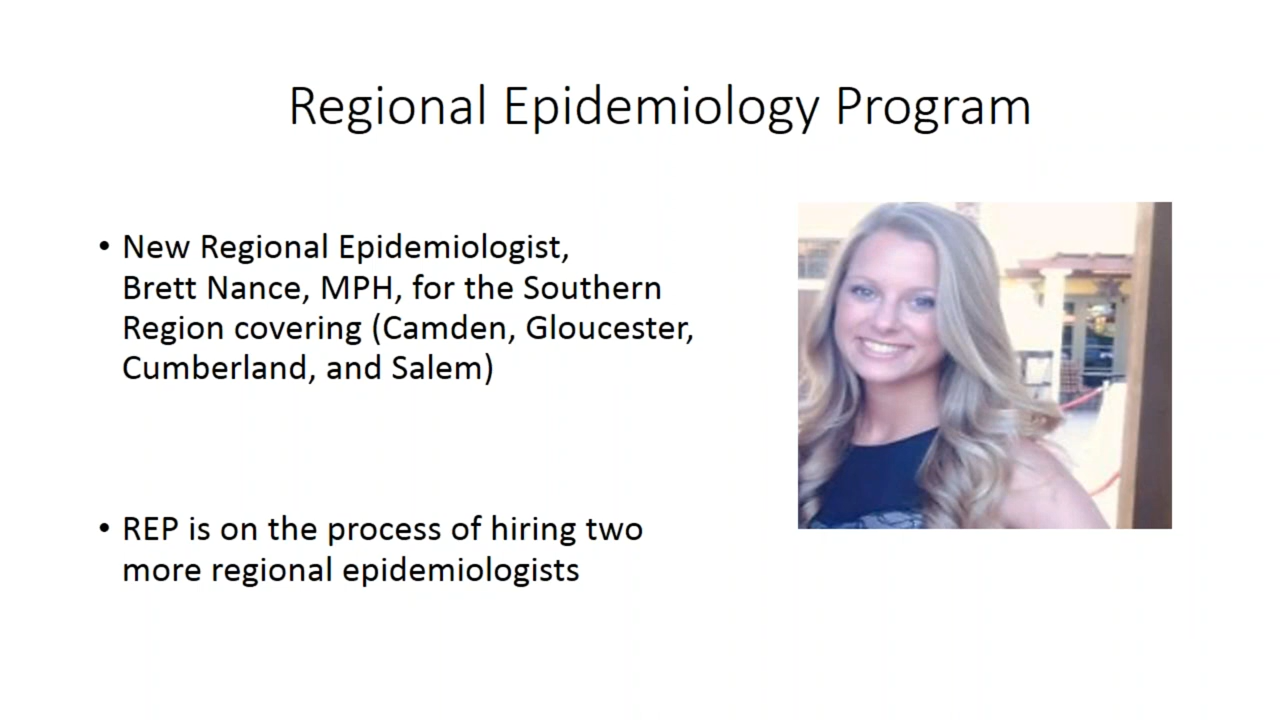 Regional Epidemiology Program
• New Regional Epidemiologist,
Brett Nance, MPH, for the Southern
Region covering (Camden, Gloucester,
Cumberland, and Salem)
• REP is on the process of hiring two
more regional epidemiologists